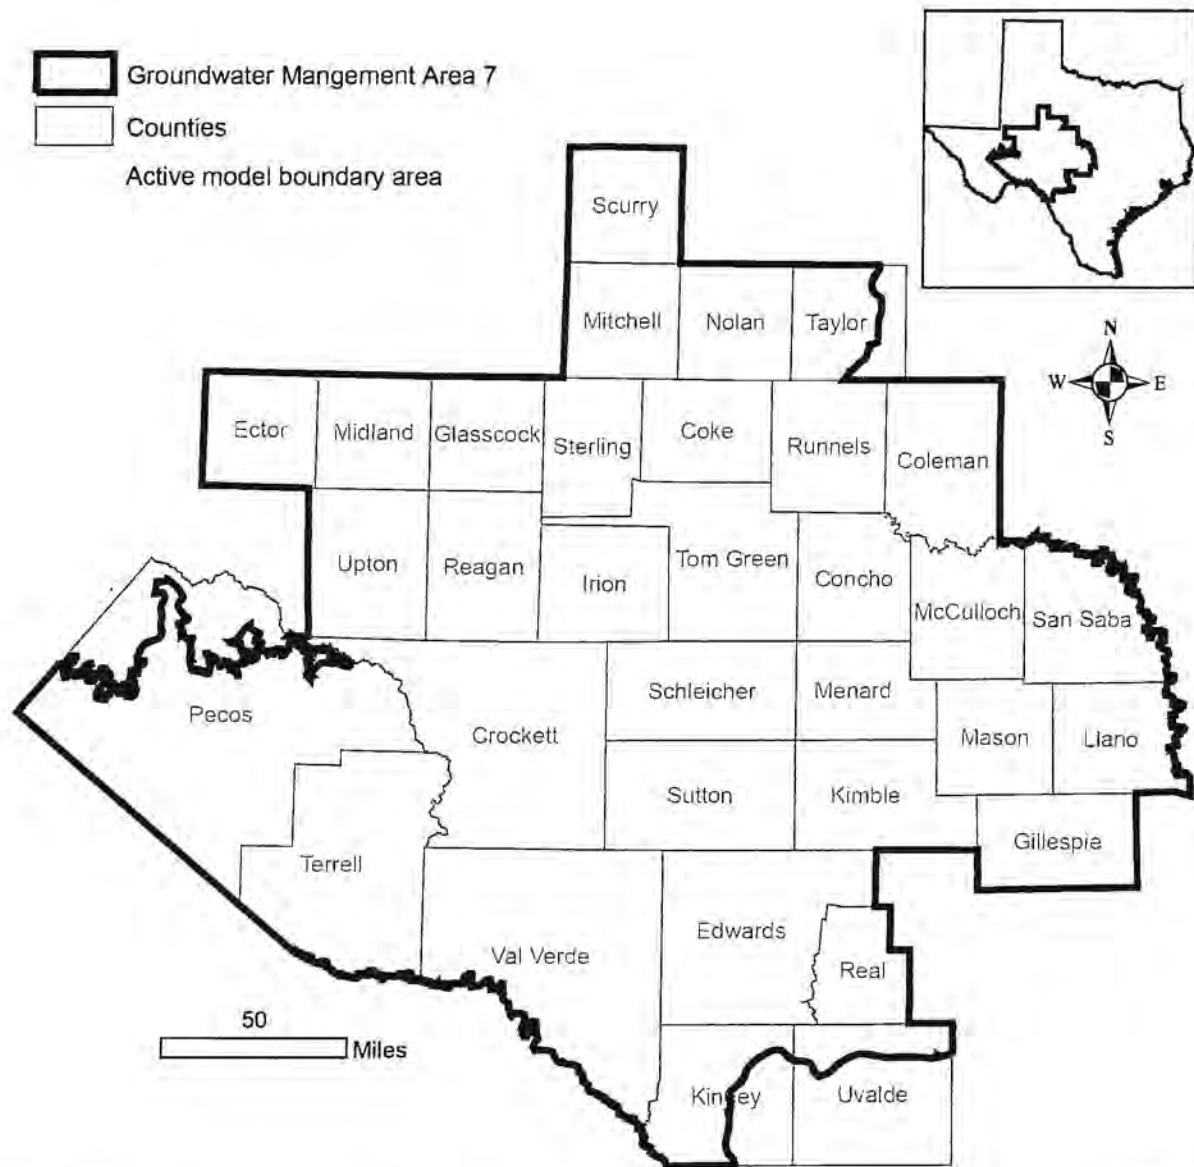 Groundwater Mangement Area 7
Counties
Active model boundary area
Scurry
Mitchell
Nolan
Taylor
N
W
E
S
Ector
Midland
Glasscock
Sterling
Coke
Runnels
Coleman
Upton
Reagan
Irion
Tom Green
Concho
McCulloch
San Saba
Pecos
Crockett
Schleicher
Menard
Mason
Llano
Sutton
Kimble
Gillespie
Terrell
Val Verde
Edwards
Real
50
Miles
Kinney
Uvalde